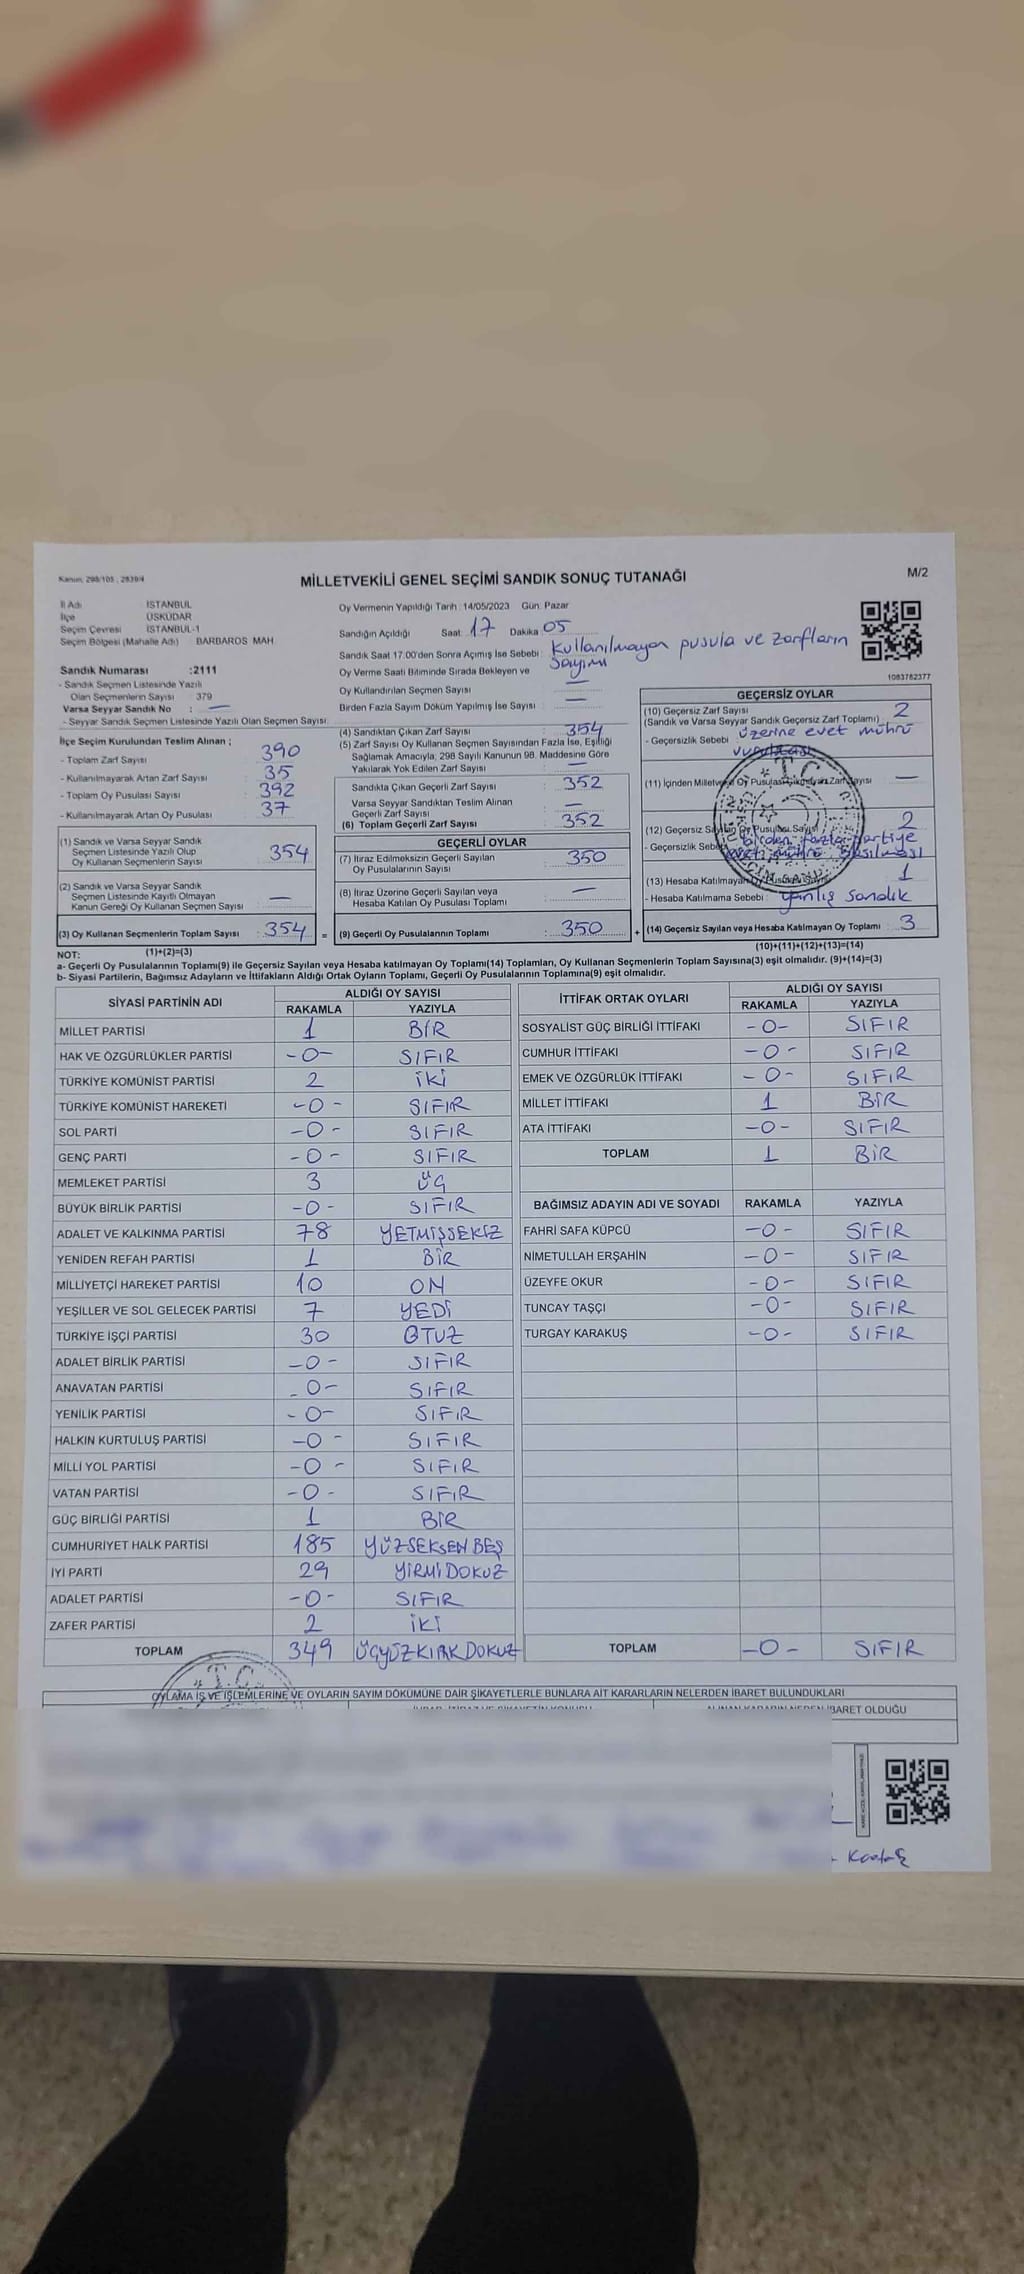 Kanun: 298/105 , 2839/4
MİLLETVEKİLİ GENEL SEÇİMİ SANDIK SONUÇ TUTANAĞI
M/2
İl Adı İSTANBUL
İlçe ÜSKÜDAR
Seçim Çevresi İSTANBUL-1
Seçim Bölgesi (Mahalle Adı) BARBAROS MAH.
Oy Vermenin Yapıldığı Tarih : 14/05/2023 Gün: Pazar
Sandığın Açıldığı Saat: 17 Dakika: 05
Sandık Saat 17:00'den Sonra Açımış İse Sebebi : Kullanılmayan pusula ve zarfların sayımı
Oy Verme Saati Bitiminde Sırada Bekleyen ve
Oy Kullandırılan Seçmen Sayısı : —
Birden Fazla Sayım Döküm Yapılmış İse Sayısı : —
1083782377
Sandık Numarası :2111
- Sandık Seçmen Listesinde Yazılı
Olan Seçmenlerin Sayısı 379
Varsa Seyyar Sandık No : —
- Seyyar Sandık Seçmen Listesinde Yazılı Olan Seçmen Sayısı:
İlçe Seçim Kurulundan Teslim Alınan ;
- Toplam Zarf Sayısı : 390
- Kullanılmayarak Artan Zarf Sayısı : 35
- Toplam Oy Pusulası Sayısı : 392
- Kullanılmayarak Artan Oy Pusulası : 37
(1) Sandık ve Varsa Seyyar Sandık
Seçmen Listesinde Yazılı Olup
Oy Kullanan Seçmenlerin Sayısı : 354
(2) Sandık ve Varsa Seyyar Sandık
Seçmen Listesinde Kayıtlı Olmayan
Kanun Gereği Oy Kullanan Seçmen Sayısı : —
(3) Oy Kullanan Seçmenlerin Toplam Sayısı : 354
(1)+(2)=(3)
(4) Sandıktan Çıkan Zarf Sayısı : 354
(5) Zarf Sayısı Oy Kullanan Seçmen Sayısından Fazla İse, Eşitliği
Sağlamak Amacıyla, 298 Sayılı Kanunun 98. Maddesine Göre
Yakılarak Yok Edilen Zarf Sayısı : —
Sandıkta Çıkan Geçerli Zarf Sayısı : 352
Varsa Seyyar Sandıktan Teslim Alınan
Geçerli Zarf Sayısı : —
(6) Toplam Geçerli Zarf Sayısı : 352
GEÇERLİ OYLAR
(7) İtiraz Edilmeksizin Geçerli Sayılan
Oy Pusulalarının Sayısı : 350
(8) İtiraz Üzerine Geçerli Sayılan veya
Hesaba Katılan Oy Pusulası Toplamı : —
= (9) Geçerli Oy Pusulalarının Toplamı : 350
GEÇERSİZ OYLAR
(10) Geçersiz Zarf Sayısı
(Sandık ve Varsa Seyyar Sandık Geçersiz Zarf Toplamı) : 2
- Geçersizlik Sebebi : üzerine evet mührü vurulması
(11) İçinden Milletvekili Oy Pusulası Çıkmayan Zarf Sayısı —
(12) Geçersiz Sayılan Oy Pusulası Sayısı 2
- Geçersizlik Sebebi birden fazla partiye
evet mührü basılması
(13) Hesaba Katılmayan Oy Pusulası Sayısı 1
- Hesaba Katılmama Sebebi : yanlış sandık
+ (14) Geçersiz Sayılan veya Hesaba Katılmayan Oy Toplamı : 3
(10)+(11)+(12)+(13)=(14)
NOT:
a- Geçerli Oy Pusulalarının Toplamı(9) ile Geçersiz Sayılan veya Hesaba katılmayan Oy Toplamı(14) Toplamları, Oy Kullanan Seçmenlerin Toplam Sayısına(3) eşit olmalıdır. (9)+(14)=(3)
b- Siyasi Partilerin, Bağımsız Adayların ve İttifakların Aldığı Ortak Oyların Toplamı, Geçerli Oy Pusulalarının Toplamına(9) eşit olmalıdır.
SİYASİ PARTİNİN ADI ALDIĞI OY SAYISI
RAKAMLA YAZIYLA
MİLLET PARTİSİ 1 BİR
HAK VE ÖZGÜRLÜKLER PARTİSİ -0- SIFIR
TÜRKİYE KOMÜNİST PARTİSİ 2 İKİ
TÜRKİYE KOMÜNİST HAREKETİ -0- SIFIR
SOL PARTİ -0- SIFIR
GENÇ PARTİ -0- SIFIR
MEMLEKET PARTİSİ 3 ÜÇ
BÜYÜK BİRLİK PARTİSİ -0- SIFIR
ADALET VE KALKINMA PARTİSİ 78 YETMİŞSEKİZ
YENİDEN REFAH PARTİSİ 1 BİR
MİLLİYETÇİ HAREKET PARTİSİ 10 ON
YEŞİLLER VE SOL GELECEK PARTİSİ 7 YEDİ
TÜRKİYE İŞÇİ PARTİSİ 30 OTUZ
ADALET BİRLİK PARTİSİ -0- SIFIR
ANAVATAN PARTİSİ -0- SIFIR
YENİLİK PARTİSİ -0- SIFIR
HALKIN KURTULUŞ PARTİSİ -0- SIFIR
MİLLİ YOL PARTİSİ -0- SIFIR
VATAN PARTİSİ -0- SIFIR
GÜÇ BİRLİĞİ PARTİSİ 1 BİR
CUMHURİYET HALK PARTİSİ 185 YÜZSEKSEN BEŞ
İYİ PARTİ 29 YİRMİ DOKUZ
ADALET PARTİSİ -0- SIFIR
ZAFER PARTİSİ 2 İKİ
TOPLAM 349 ÜÇYÜZKIRK DOKUZ
İTTİFAK ORTAK OYLARI ALDIĞI OY SAYISI
RAKAMLA YAZIYLA
SOSYALİST GÜÇ BİRLİĞİ İTTİFAKI -0- SIFIR
CUMHUR İTTİFAKI -0- SIFIR
EMEK VE ÖZGÜRLÜK İTTİFAKI -0- SIFIR
MİLLET İTTİFAKI 1 BİR
ATA İTTİFAKI -0- SIFIR
TOPLAM 1 BİR
BAĞIMSIZ ADAYIN ADI VE SOYADI RAKAMLA YAZIYLA
FAHRİ SAFA KÜPCÜ -0- SIFIR
NİMETULLAH ERŞAHİN -0- SIFIR
ÜZEYFE OKUR -0- SIFIR
TUNCAY TAŞÇI -0- SIFIR
TURGAY KARAKUŞ -0- SIFIR
TOPLAM -0- SIFIR
T.C.
OYLAMA İŞ VE İŞLEMLERİNE VE OYLARIN SAYIM DÖKÜMÜNE DAİR ŞİKAYETLERLE BUNLARA AİT KARARLARIN NELERDEN İBARET BULUNDUKLARI
ALINAN KARARIN NEDEN İBARET OLDUĞU